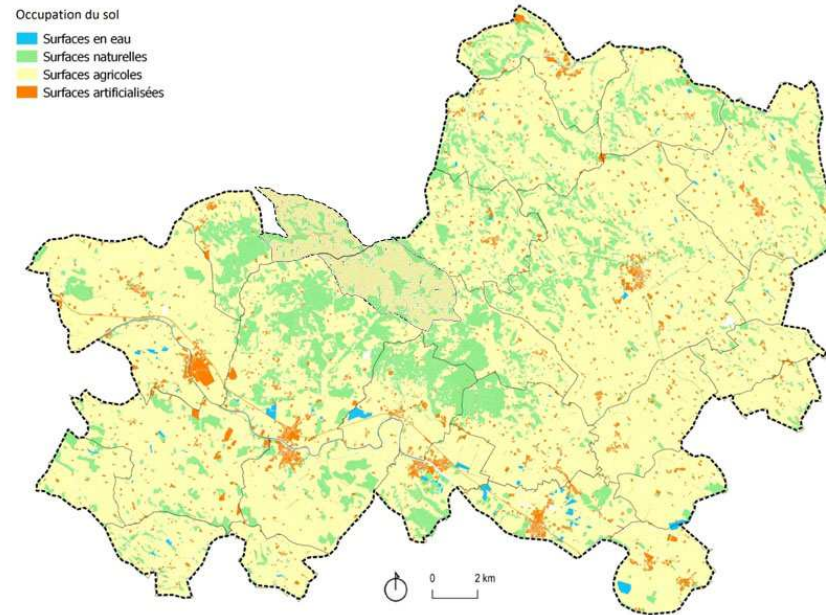 Occupation du sol
Surfaces en eau
Surfaces naturelles
Surfaces agricoles
Surfaces artificialisées
0 2 km